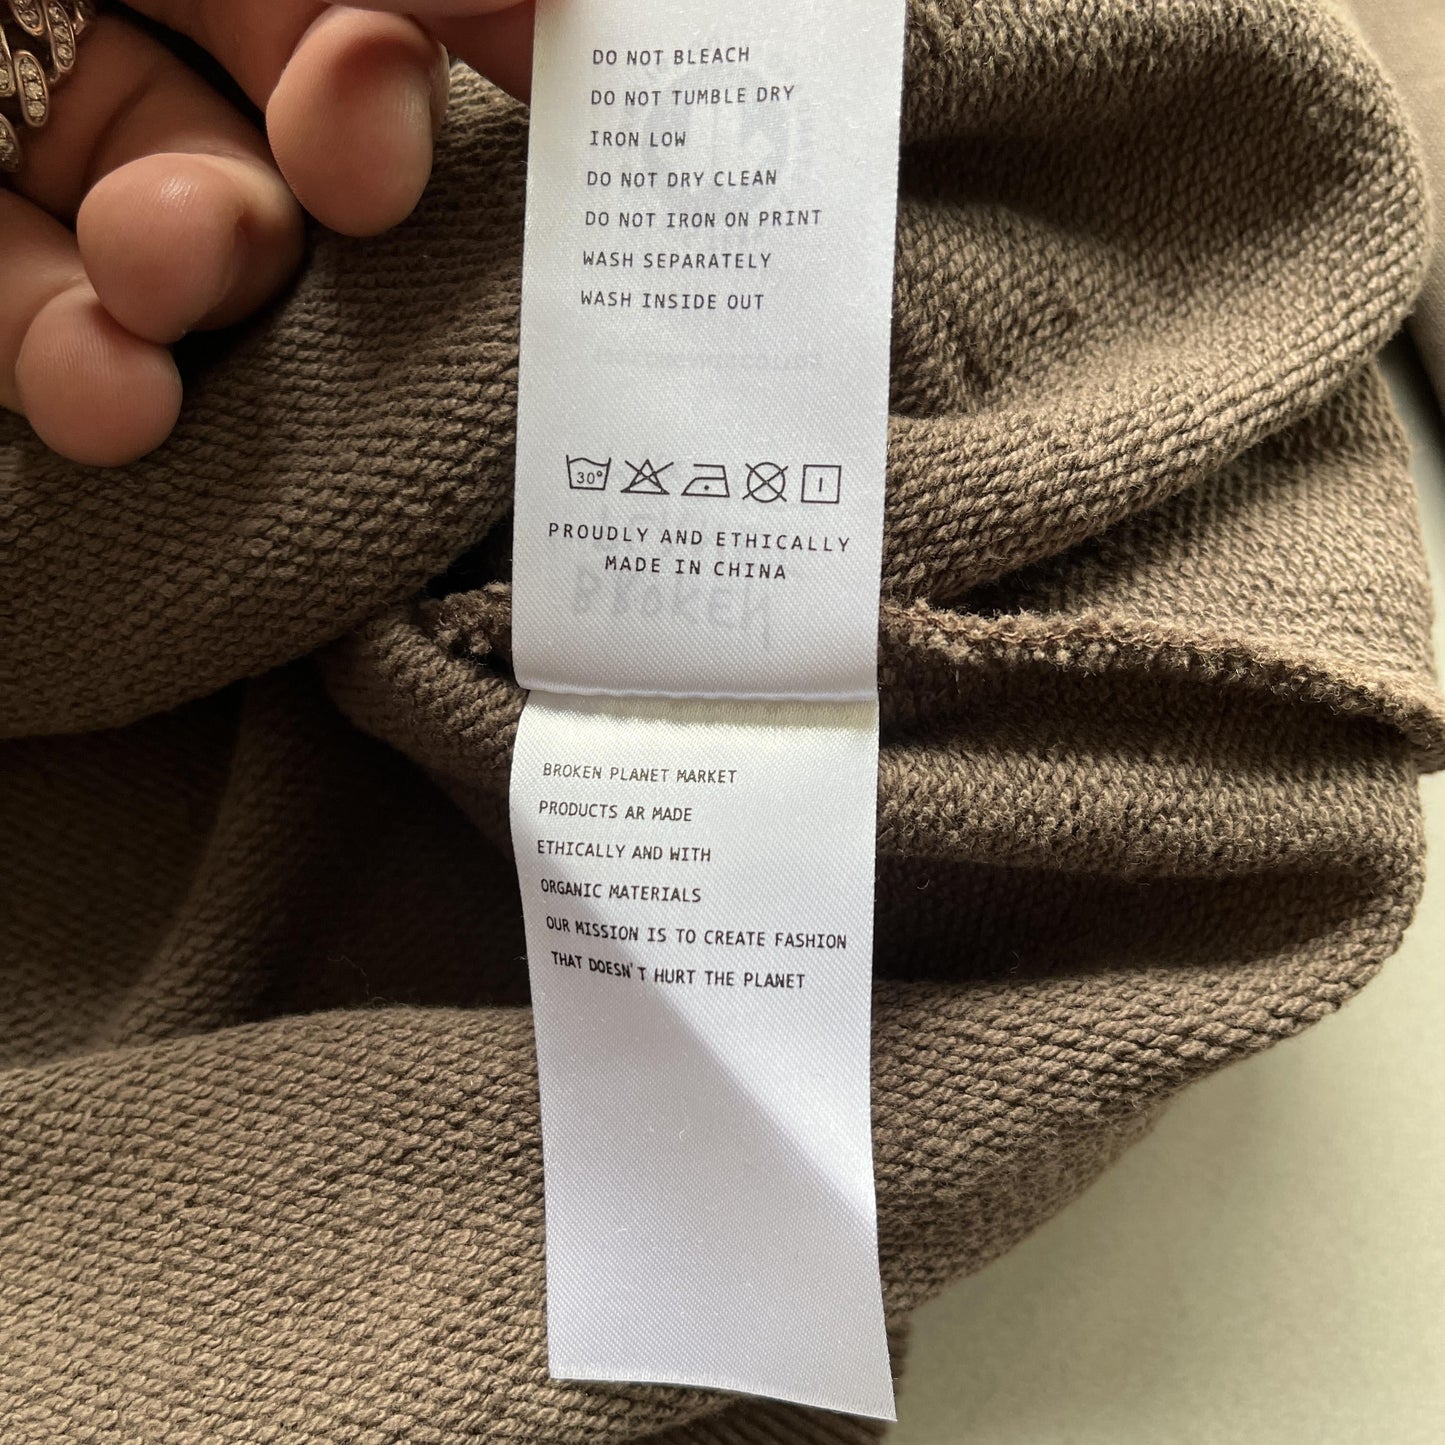 DO NOT BLEACH
DO NOT TUMBLE DRY
IRON LOW
DO NOT DRY CLEAN
DO NOT IRON ON PRINT
WASH SEPARATELY
WASH INSIDE OUT
30°
PROUDLY AND ETHICALLY
MADE IN CHINA
BROKEN
BROKEN PLANET MARKET
PRODUCTS AR MADE
ETHICALLY AND WITH
ORGANIC MATERIALS
OUR MISSION IS TO CREATE FASHION
THAT DOESN'T HURT THE PLANET